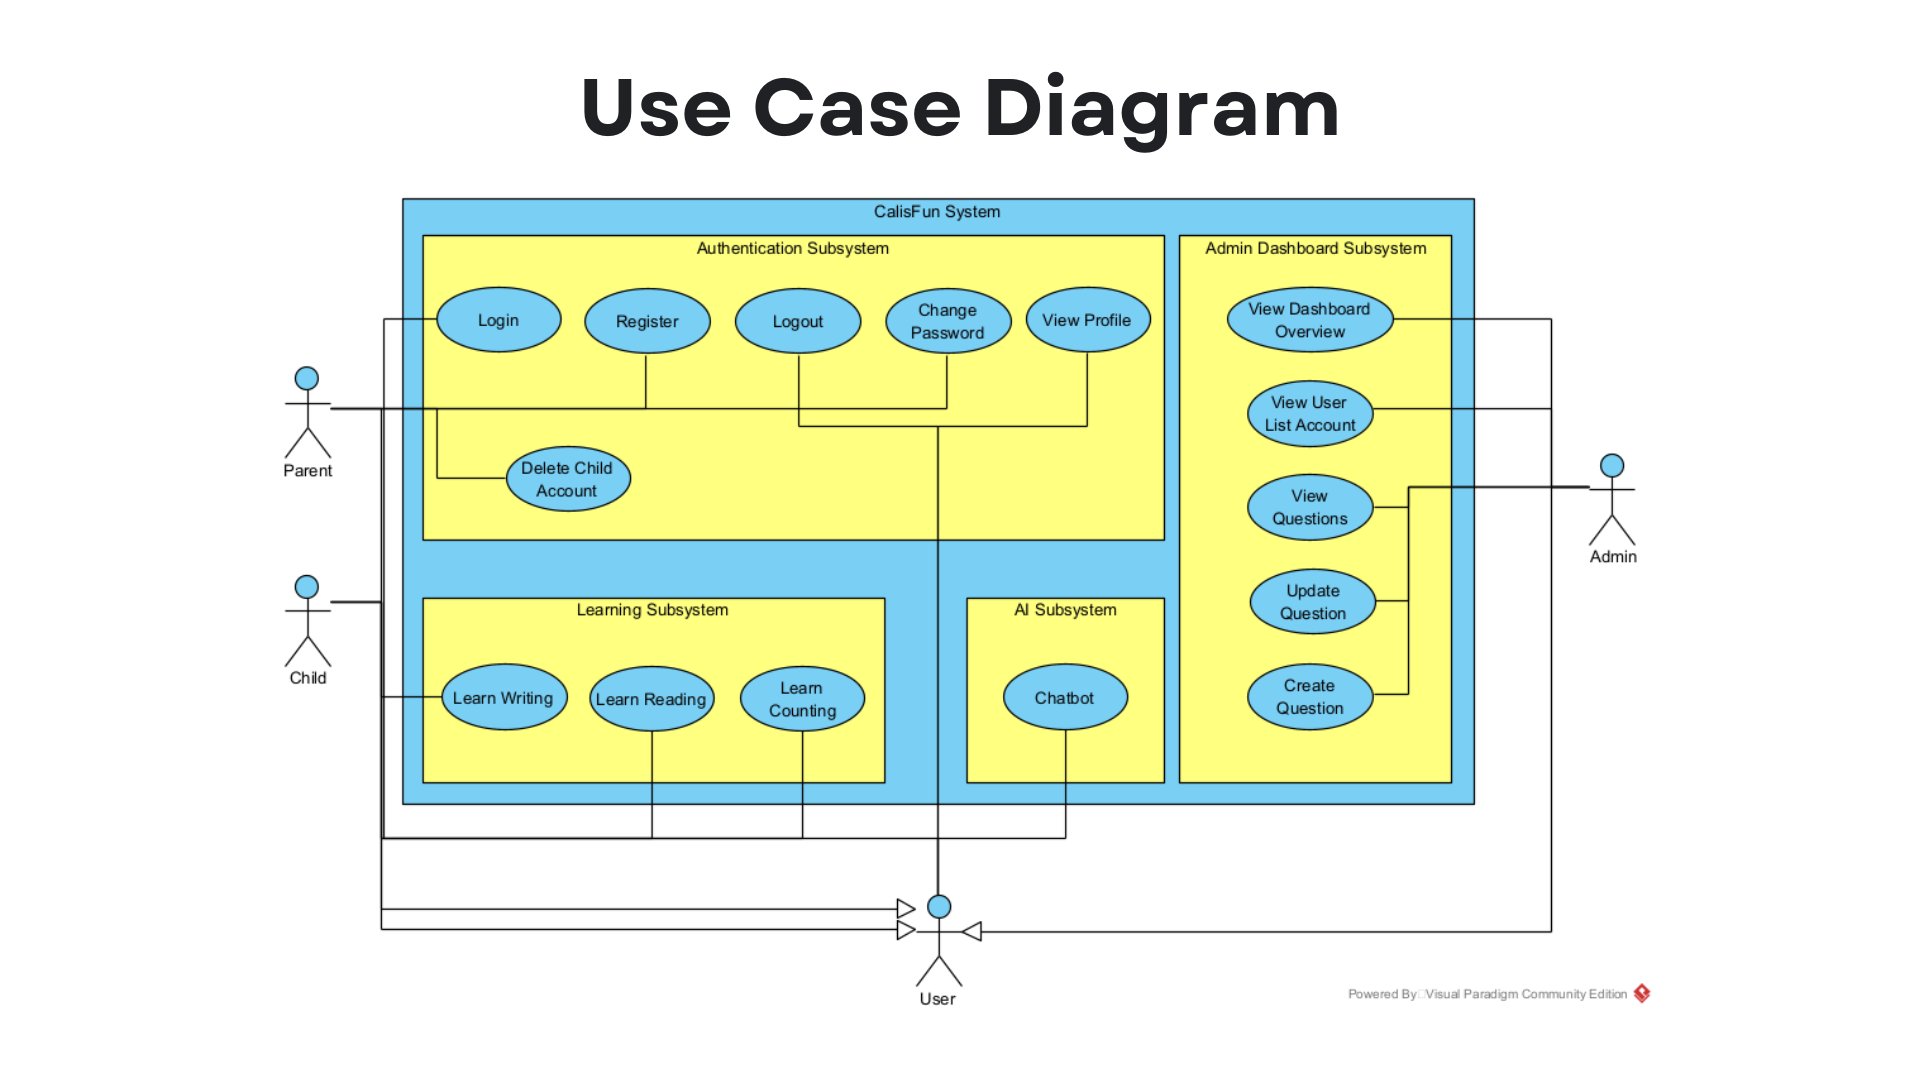 Use Case Diagram
CalisFun System
Authentication Subsystem
Admin Dashboard Subsystem
Login
Register
Logout
Change
Password
View Profile
View Dashboard
Overview
View User
List Account
Parent
Delete Child
Account
View
Questions
Admin
Update
Question
Child
Learning Subsystem
AI Subsystem
Learn Writing
Learn Reading
Learn
Counting
Chatbot
Create
Question
User
Powered By Visual Paradigm Community Edition